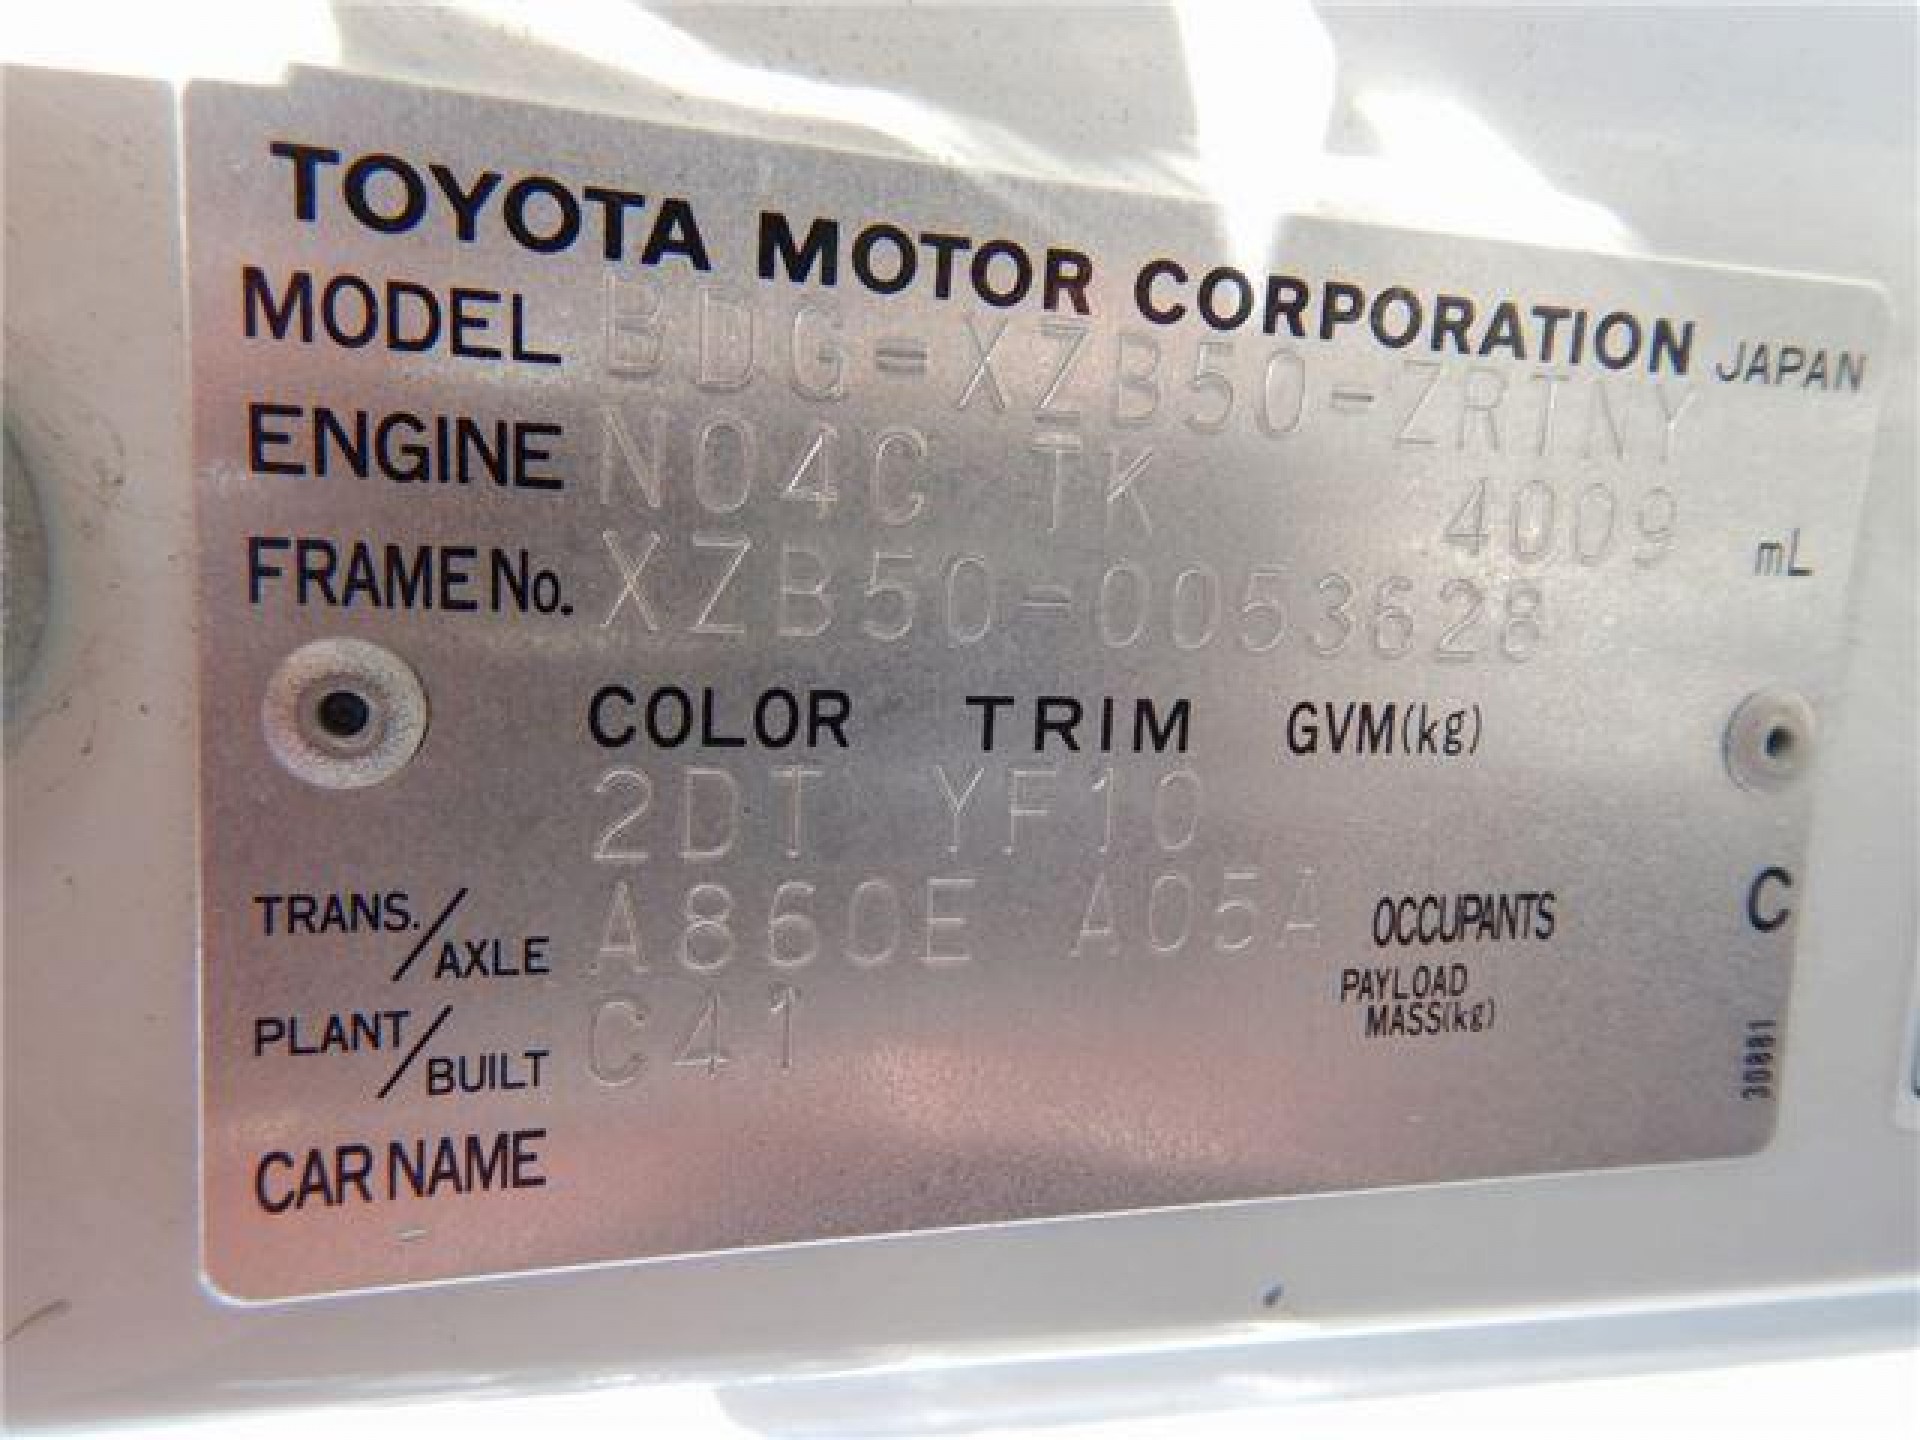 TOYOTA MOTOR CORPORATION JAPAN
MODEL BDG-XZB50-ZRTNY
ENGINE N04C TK 4009 mL
FRAME No. XZB50-0053628
COLOR TRIM GVM(kg)
2DT YF10
TRANS./AXLE A860E A05A OCCUPANTS C
PAYLOAD
MASS(kg)
PLANT/BUILT C41
CAR NAME
30881